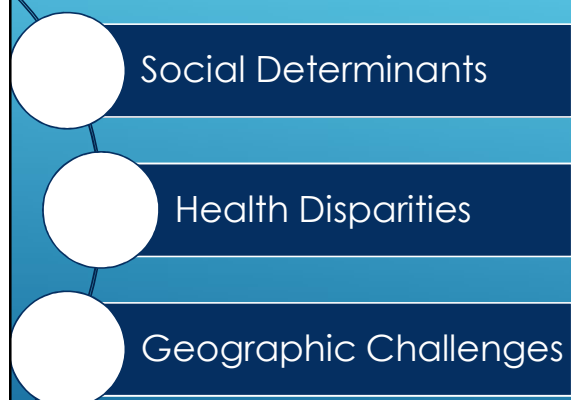 Social Determinants
Health Disparities
Geographic Challenges